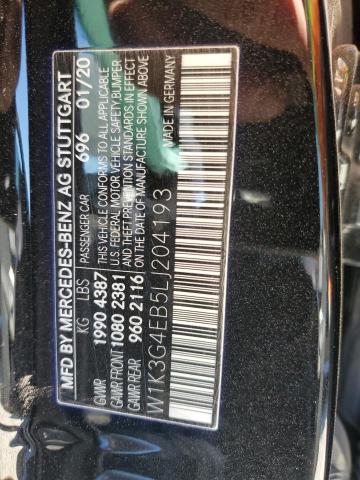 MFD BY MERCEDES-BENZ AG STUTTGART
KG LBS PASSENGER CAR 696 01/20
GVWR 1990 4387
GAWR FRONT 1080 2381
GAWR REAR 960 2116
THIS VEHICLE CONFORMS TO ALL APPLICABLE
U.S. FEDERAL MOTOR VEHICLE SAFETY,BUMPER
AND THEFT PREVENTION STANDARDS IN EFFECT
ON THE DATE OF MANUFACTURE SHOWN ABOVE
MADE IN GERMANY
W1K3G4EB5LJ204193